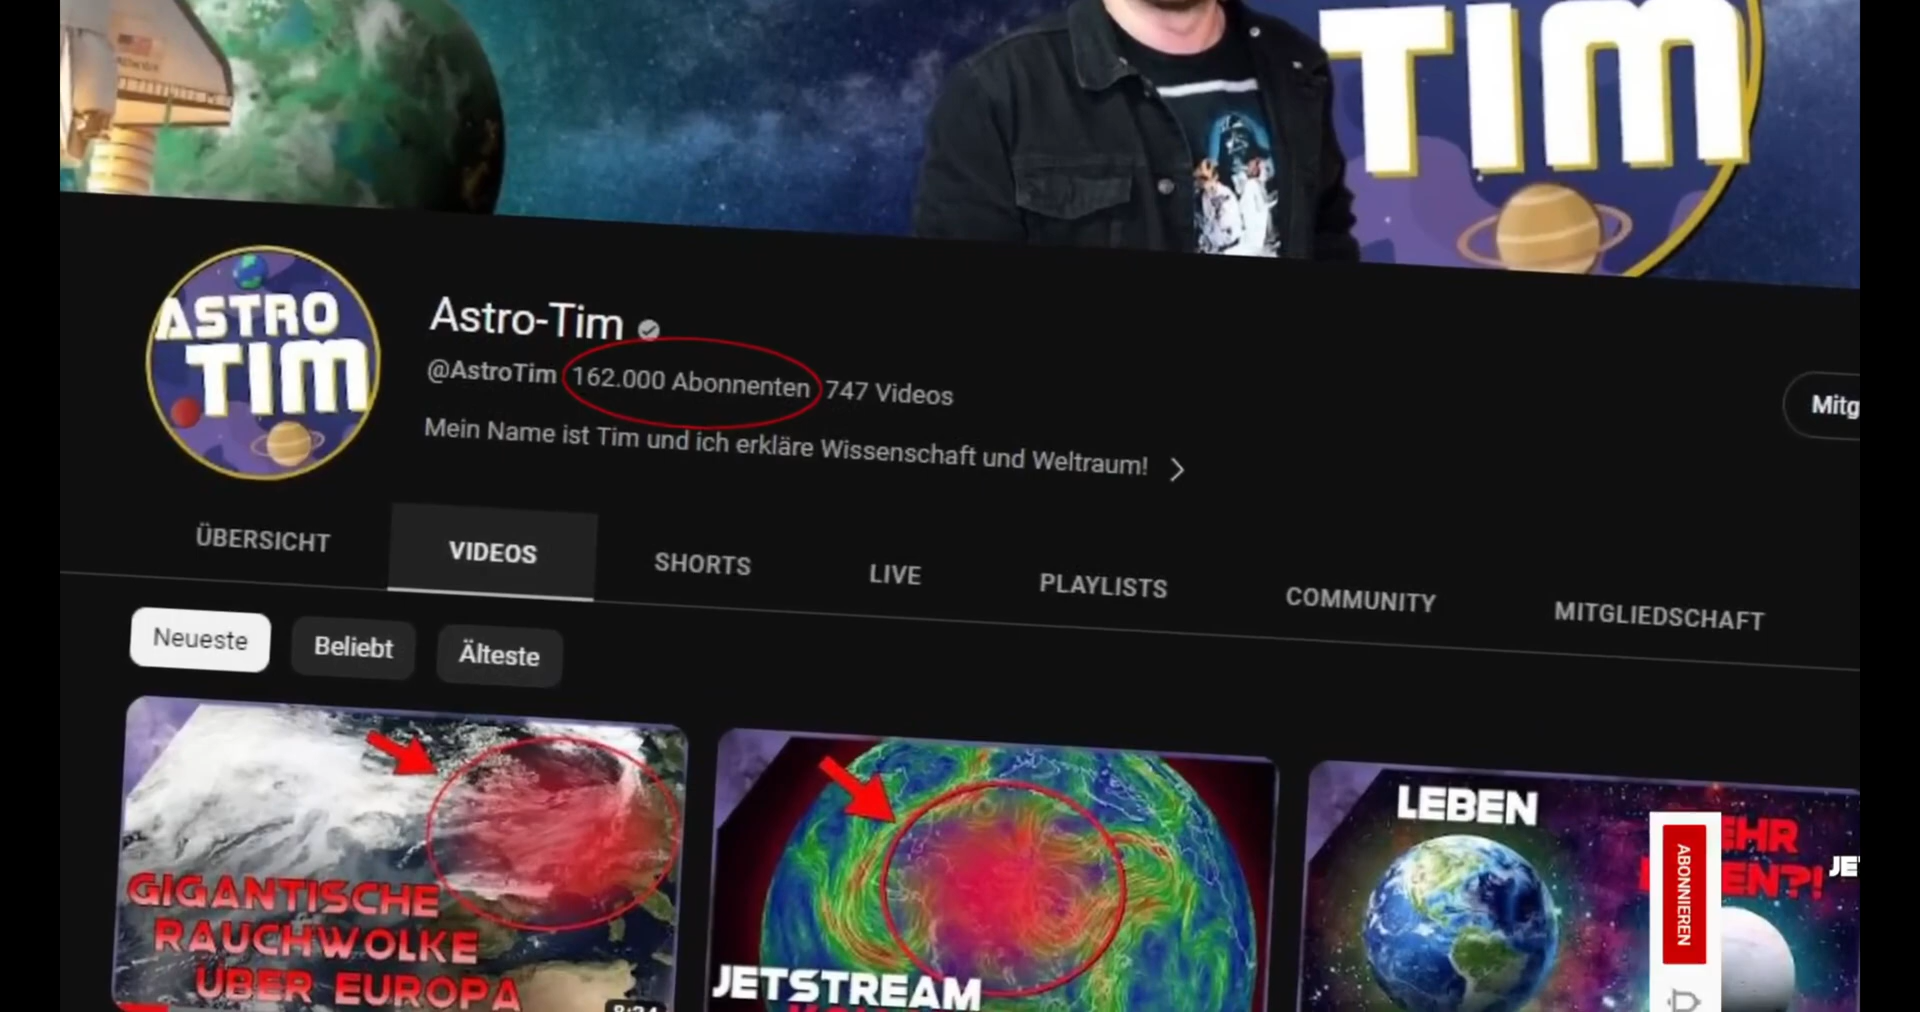 TIM
ASTRO
TIM
Astro-Tim
@AstroTim 162.000 Abonnenten 747 Videos
Mein Name ist Tim und ich erkläre Wissenschaft und Weltraum!
ÜBERSICHT VIDEOS SHORTS LIVE PLAYLISTS COMMUNITY MITGLIEDSCHAFT
Neueste Beliebt Älteste
GIGANTISCHE
RAUCHWOLKE
ÜBER EUROPA
JETSTREAM
LEBEN
ABONNIEREN